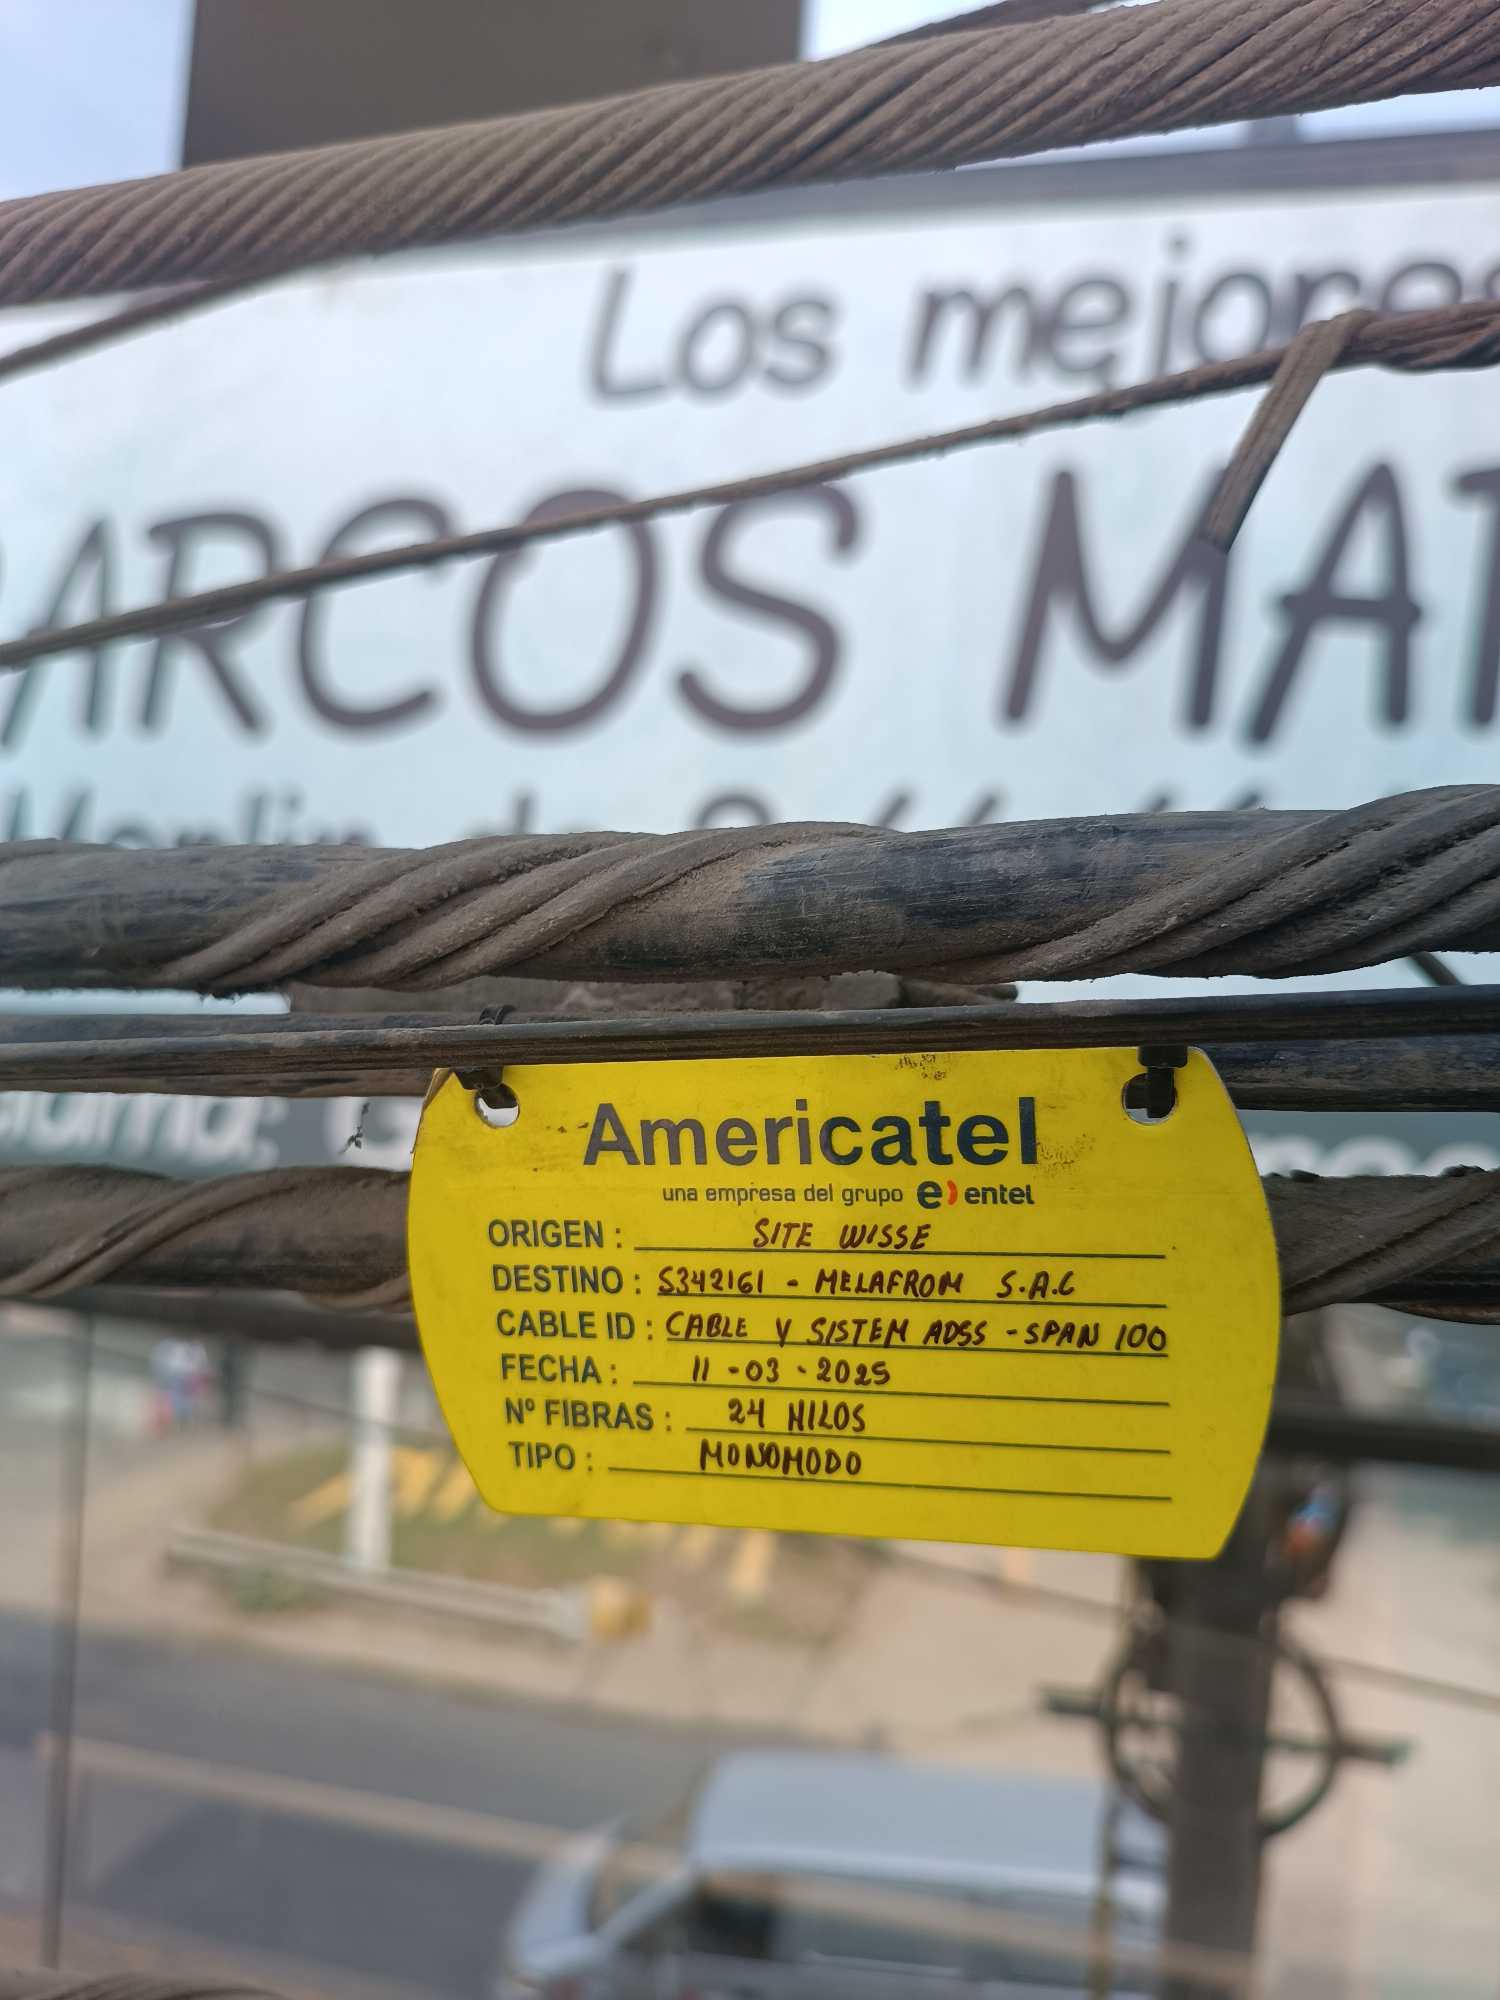 Los mejores
ARCOS
Americatel
una empresa del grupo e) entel
ORIGEN : SITE WISSE
DESTINO : S342161 - MELAFROM S.A.C
CABLE ID : CABLE Y SISTEM ADSS - SPAN 100
FECHA : 11 - 03 - 2025
Nº FIBRAS : 24 HILOS
TIPO : MONOMODO